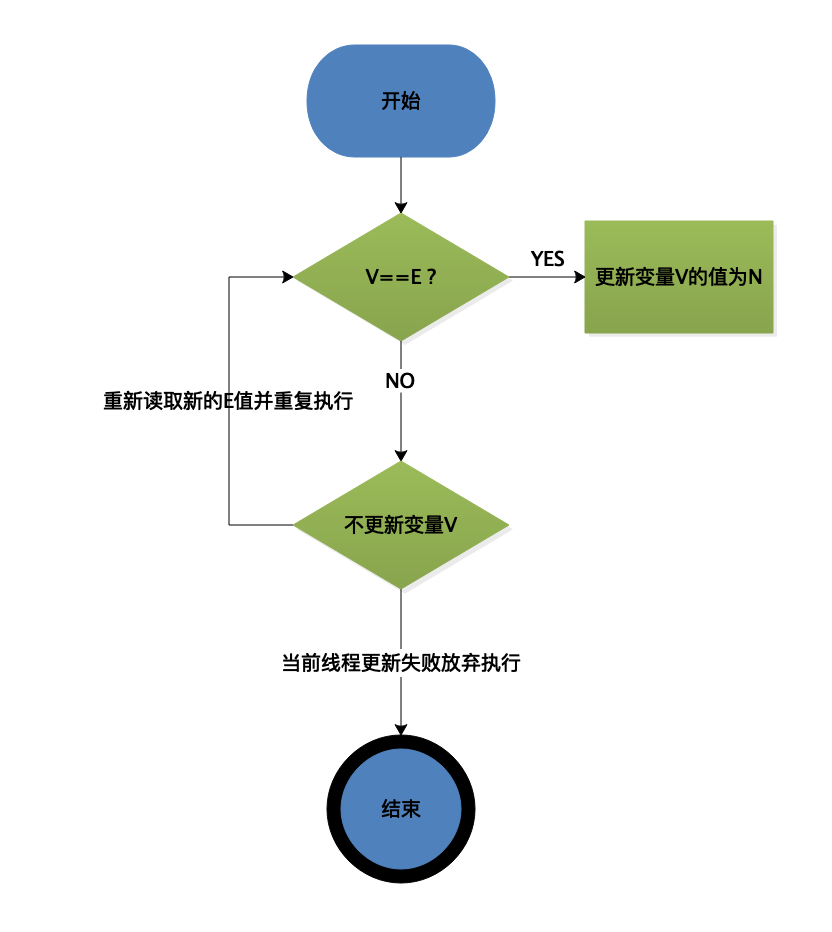 开始
V==E？
YES
更新变量V的值为N
NO
重新读取新的E值并重复执行
不更新变量V
当前线程更新失败放弃执行
结束